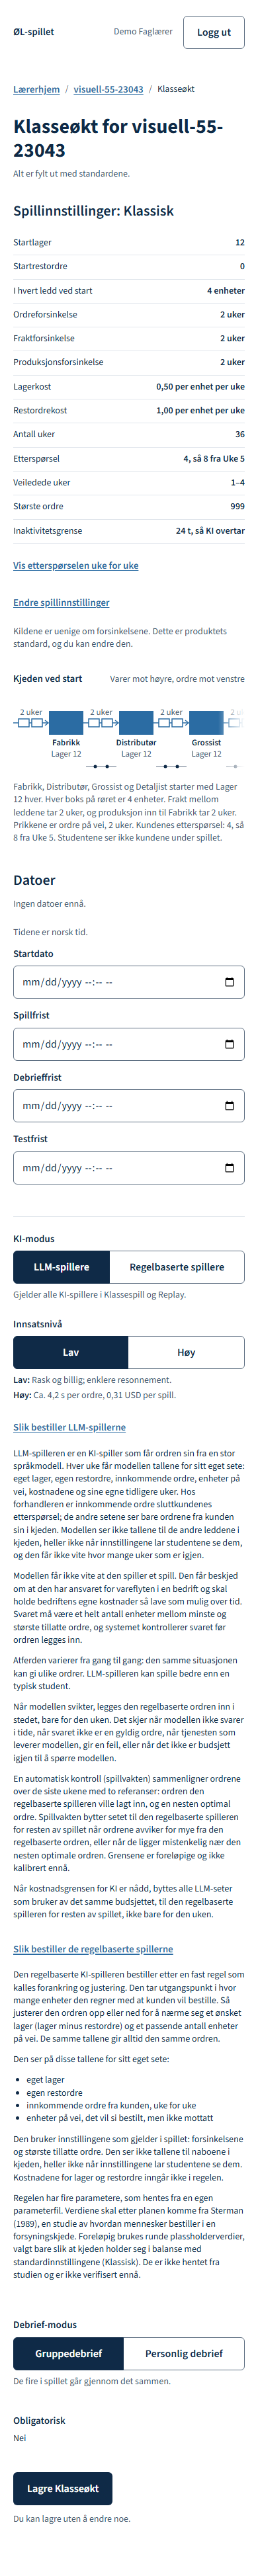 ØL-spillet
Demo Faglærer
Logg ut
Lærerhjem / visuell-55-23043 / Klasseøkt
Klasseøkt for visuell-55-
23043
Alt er fylt ut med standardene.
Spillinnstillinger: Klassisk
Startlager 12
Startrestordre 0
I hvert ledd ved start 4 enheter
Ordreforsinkelse 2 uker
Fraktforsinkelse 2 uker
Produksjonsforsinkelse 2 uker
Lagerkost 0,50 per enhet per uke
Restordrekost 1,00 per enhet per uke
Antall uker 36
Etterspørsel 4, så 8 fra Uke 5
Veiledede uker 1–4
Største ordre 999
Inaktivitetsgrense 24 t, så KI overtar
Vis etterspørselen uke for uke
Endre spillinnstillinger
Kildene er uenige om forsinkelsene. Dette er produktets
standard, og du kan endre den.
Kjeden ved start
Varer mot høyre, ordre mot venstre
2 uker 2 uker 2 uker
Fabrikk Distributør Grossist
Lager 12 Lager 12 Lager 12
Fabrikk, Distributør, Grossist og Detaljist starter med Lager
12 hver. Hver boks på røret er 4 enheter. Frakt mellom
leddene tar 2 uker, og produksjon inn til Fabrikk tar 2 uker.
Prikkene er ordre på vei, 2 uker. Kundenes etterspørsel: 4, så
8 fra Uke 5. Studentene ser ikke kundene under spillet.
Datoer
Ingen datoer ennå.
Tidene er norsk tid.
Startdato
mm/dd/yyyy --:-- --
Spillfrist
mm/dd/yyyy --:-- --
Debrieffrist
mm/dd/yyyy --:-- --
Testfrist
mm/dd/yyyy --:-- --
KI-modus
LLM-spillere Regelbaserte spillere
Gjelder alle KI-spillere i Klassespill og Replay.
Innsatsnivå
Lav Høy
Lav: Rask og billig; enklere resonnement.
Høy: Ca. 4,2 s per ordre, 0,31 USD per spill.
Slik bestiller LLM-spillerne
LLM-spilleren er en KI-spiller som får ordren sin fra en stor
språkmodell. Hver uke får modellen tallene for sitt eget sete:
eget lager, egen restordre, innkommende ordre, enheter på
vei, kostnadene og sine egne tidligere uker. Hos
forhandleren er innkommende ordre sluttkundenes
etterspørsel; de andre setene ser bare ordrene fra kunden
sin i kjeden. Modellen ser ikke tallene til de andre leddene i
kjeden, heller ikke når innstillingene lar studentene se dem,
og den får ikke vite hvor mange uker som er igjen.
Modellen får ikke vite at den spiller et spill. Den får beskjed
om at den har ansvaret for vareflyten i en bedrift og skal
holde bedriftens egne kostnader så lave som mulig over tid.
Svaret må være et helt antall enheter mellom minste og
største tillatte ordre, og systemet kontrollerer svaret før
ordren legges inn.
Atferden varierer fra gang til gang: den samme situasjonen
kan gi ulike ordrer. LLM-spilleren kan spille bedre enn en
typisk student.
Når modellen svikter, legges den regelbaserte ordren inn i
stedet, bare for den uken. Det skjer når modellen ikke svarer
i tide, når svaret ikke er en gyldig ordre, når tjenesten som
leverer modellen, gir en feil, eller når det ikke er budsjett
igjen til å spørre modellen.
En automatisk kontroll (spillvakten) sammenligner ordrene
over de siste ukene med to referanser: ordren den
regelbaserte spilleren ville lagt inn, og en nesten optimal
ordre. Spillvakten bytter setet til den regelbaserte spilleren
for resten av spillet når ordrene avviker for mye fra den
regelbaserte ordren, eller når de ligger mistenkelig nær den
nesten optimale ordren. Grensene er foreløpige og ikke
kalibrert ennå.
Når kostnadsgrensen for KI er nådd, byttes alle LLM-seter
som bruker av det samme budsjettet, til den regelbaserte
spilleren for resten av spillet, ikke bare for den uken.
Slik bestiller de regelbaserte spillerne
Den regelbaserte KI-spilleren bestiller etter en fast regel som
kalles forankring og justering. Den tar utgangspunkt i hvor
mange enheter den regner med at kunden vil bestille. Så
justerer den ordren opp eller ned for å nærme seg et ønsket
lager (lager minus restordre) og et passende antall enheter
på vei. De samme tallene gir alltid den samme ordren.
Den ser på disse tallene for sitt eget sete:
eget lager
egen restordre
innkommende ordre fra kunden, uke for uke
enheter på vei, det vil si bestilt, men ikke mottatt
Den bruker innstillingene som gjelder i spillet: forsinkelsene
og største tillatte ordre. Den ser ikke tallene til naboene i
kjeden, heller ikke når innstillingene lar studentene se dem.
Kostnadene for lager og restordre inngår ikke i regelen.
Regelen har fire parametere, som hentes fra en egen
parameterfil. Verdiene skal etter planen komme fra Sterman
(1989), en studie av hvordan mennesker bestiller i en
forsyningskjede. Foreløpig brukes runde plassholderverdier,
valgt bare slik at kjeden holder seg i balanse med
standardinnstillingene (Klassisk). De er ikke hentet fra
studien og er ikke verifisert ennå.
Debrief-modus
Gruppedebrief Personlig debrief
De fire i spillet går gjennom det sammen.
Obligatorisk
Nei
Lagre Klasseøkt
Du kan lagre uten å endre noe.